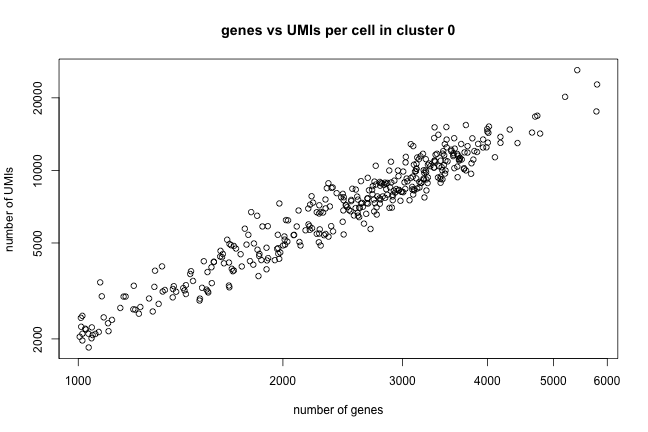 genes vs UMIs per cell in cluster 0
number of UMIs
20000
10000
5000
2000
1000 2000 3000 4000 5000 6000
number of genes